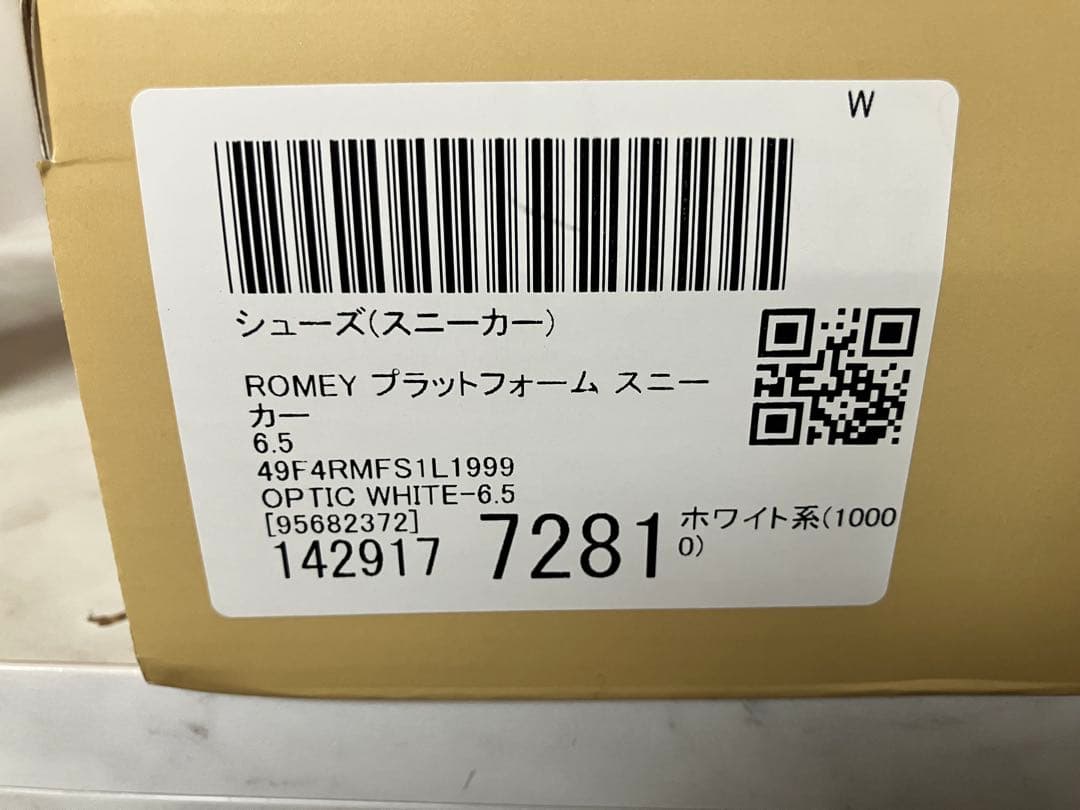 W
シューズ(スニーカー)
ROMEY プラットフォーム スニー
カー
6.5
49F4RMFS1L1999
OPTIC WHITE-6.5
[95682372]
142917 7281 ホワイト系(1000
0)